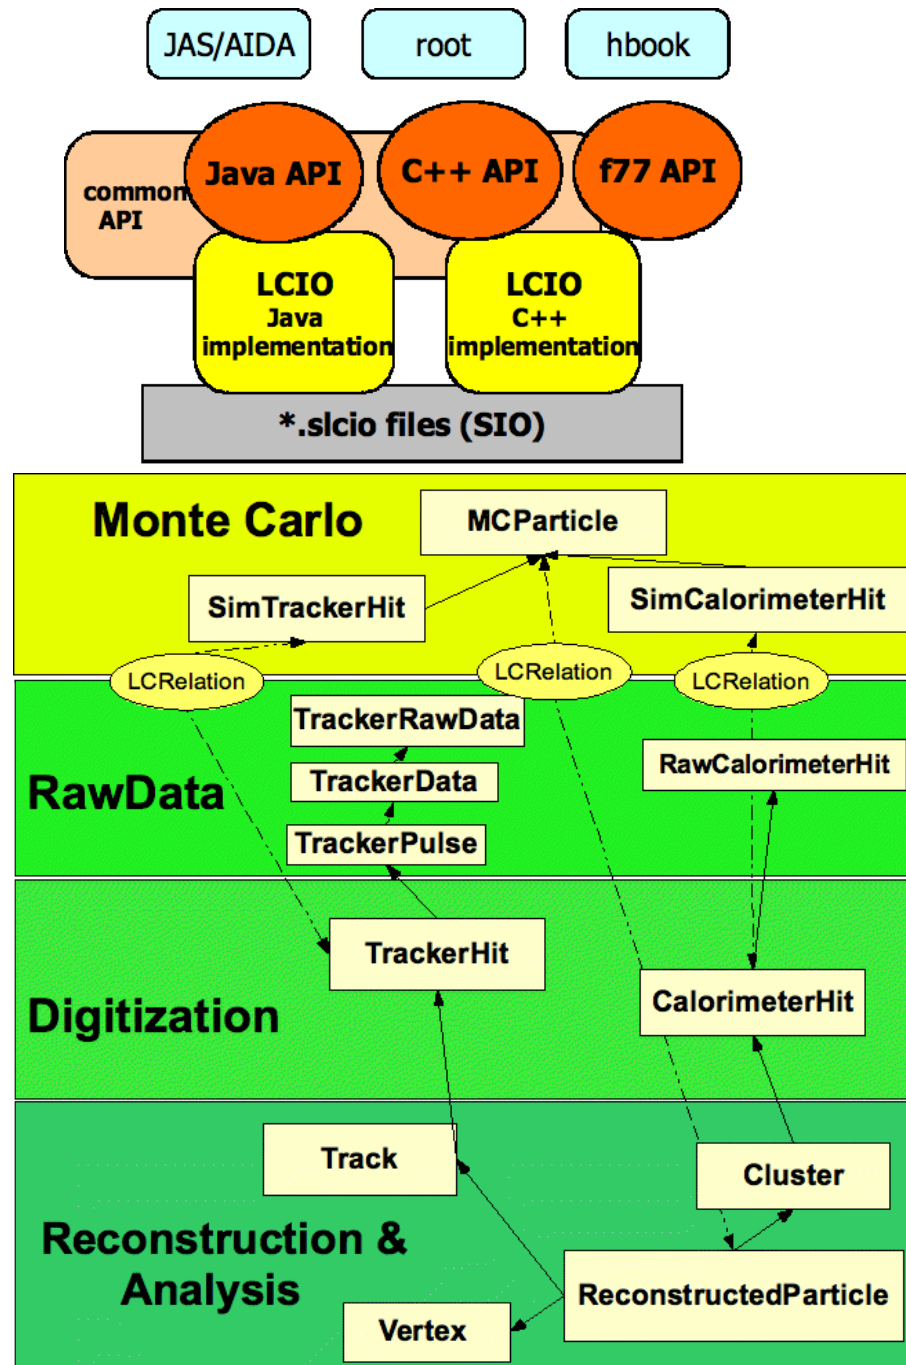 JAS/AIDA
root
hbook
Java API
C++ API
f77 API
common
API
LCIO
Java
implementation
LCIO
C++
implementation
*.slcio files (SIO)
Monte Carlo
MCParticle
SimTrackerHit
SimCalorimeterHit
LCRelation
LCRelation
LCRelation
RawData
TrackerRawData
TrackerData
TrackerPulse
RawCalorimeterHit
Digitization
TrackerHit
CalorimeterHit
Track
Cluster
Reconstruction &
Analysis
ReconstructedParticle
Vertex